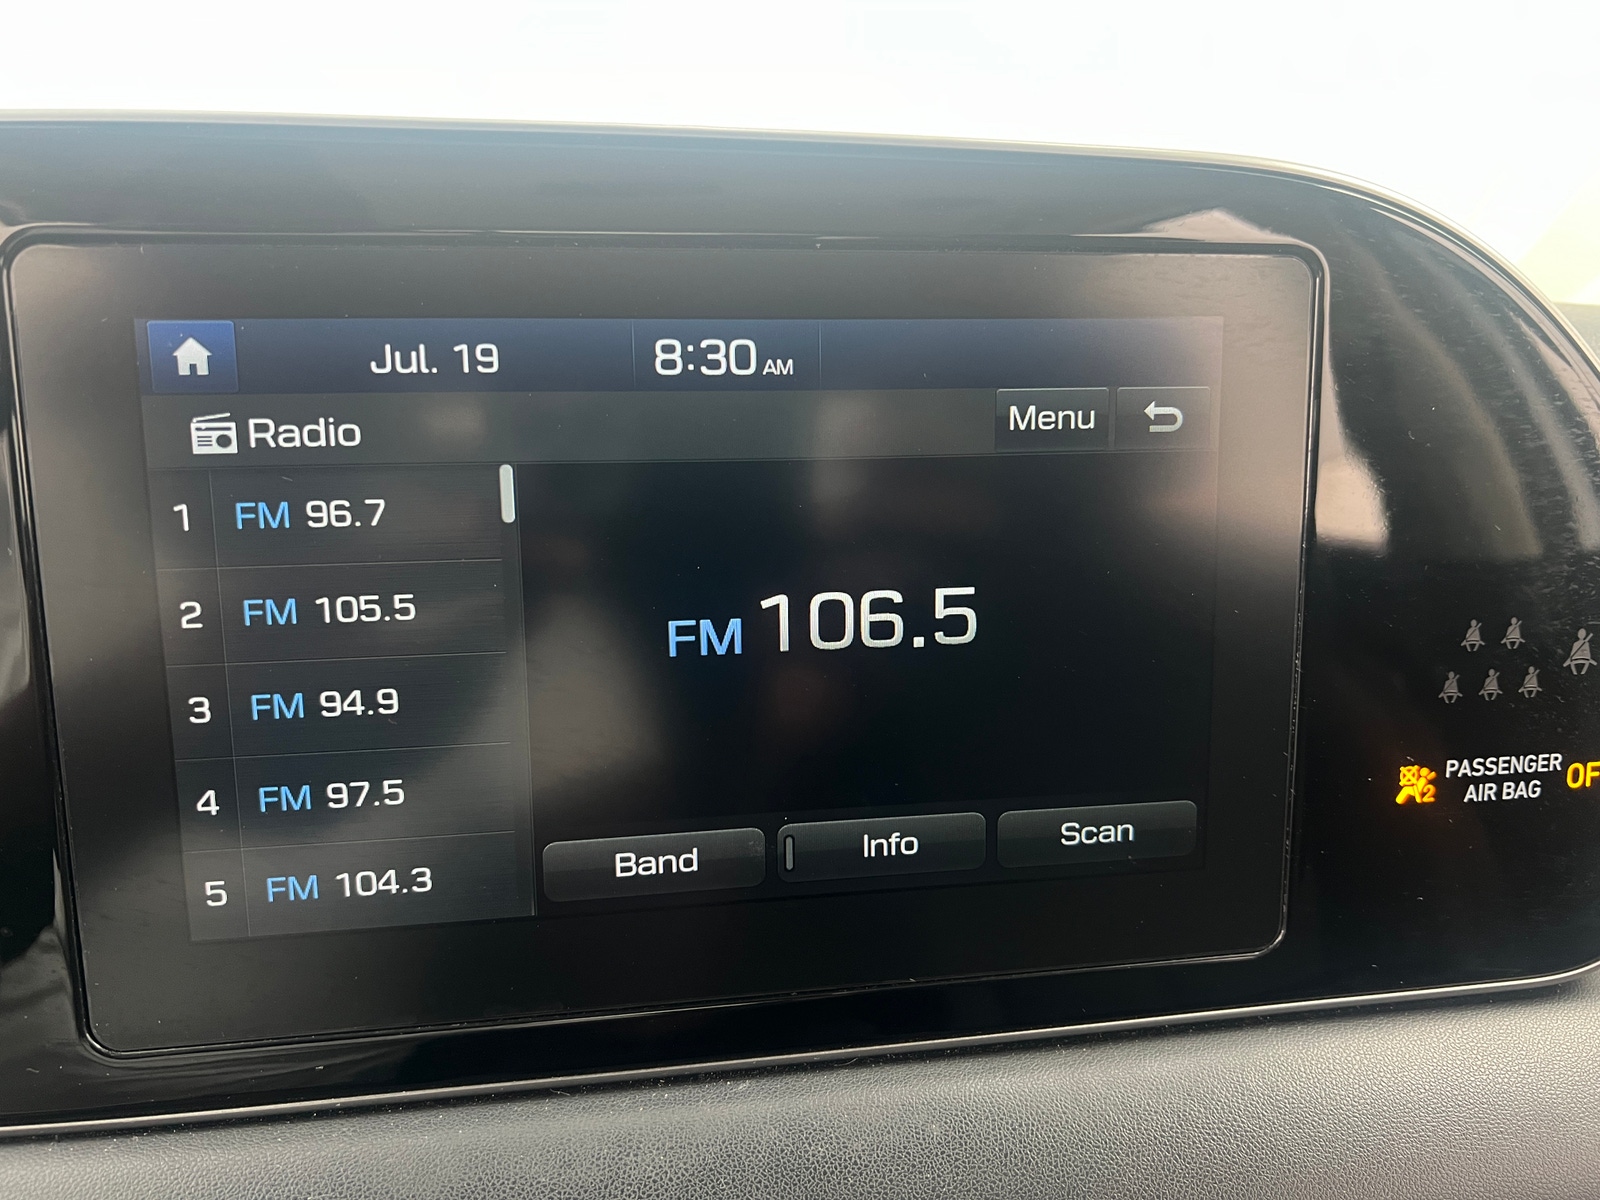 Jul. 19 8:30 AM
Radio Menu
1 FM 96.7
2 FM 105.5
3 FM 94.9
4 FM 97.5
5 FM 104.3
FM 106.5
Band Info Scan
PASSENGER
AIR BAG
2